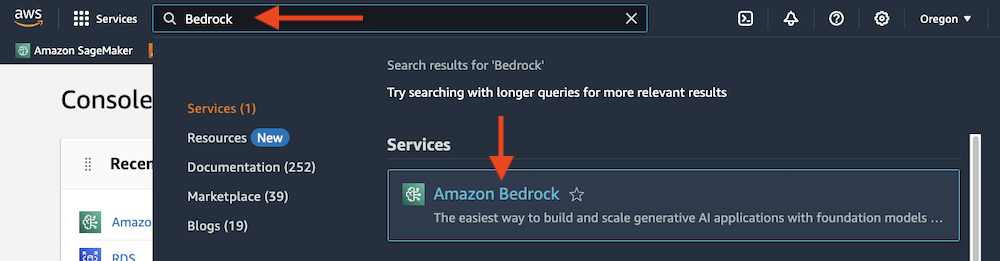 aws Services Bedrock Oregon
Amazon SageMaker
Search results for 'Bedrock'
Try searching with longer queries for more relevant results
Console
Services (1)
Resources New
Documentation (252)
Marketplace (39)
Blogs (19)
Services
Amazon Bedrock
The easiest way to build and scale generative AI applications with foundation models ...
Recen
Amazo
RDS